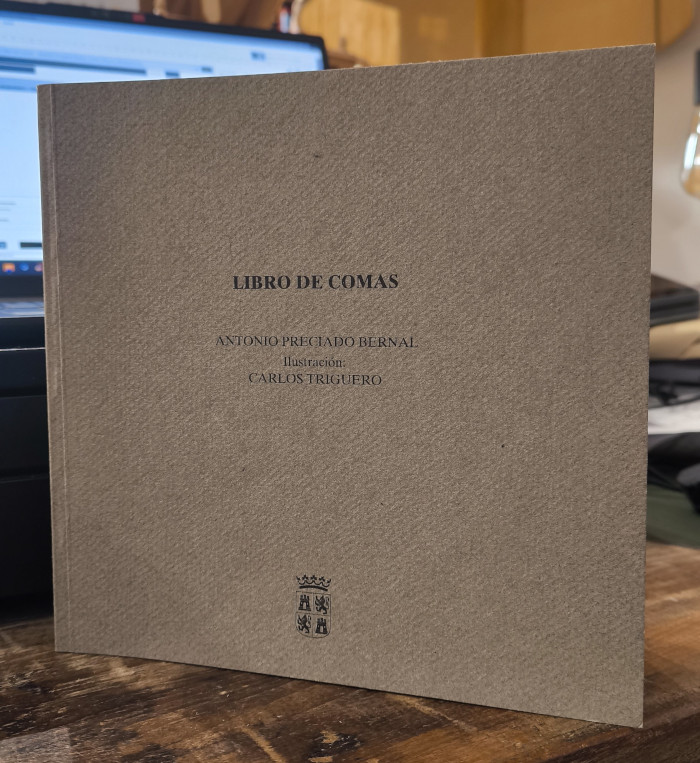 LIBRO DE COMAS
ANTONIO PRECIADO BERNAL
Ilustración:
CARLOS TRIGUERO